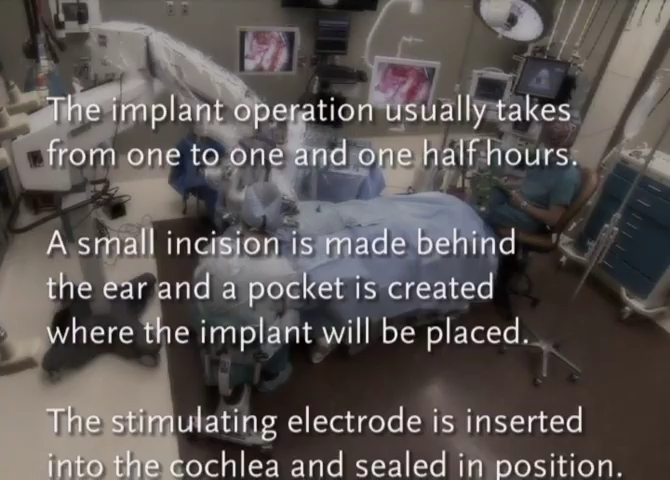 The implant operation usually takes
from one to one and one half hours.
A small incision is made behind
the ear and a pocket is created
where the implant will be placed.
The stimulating electrode is inserted
into the cochlea and sealed in position.